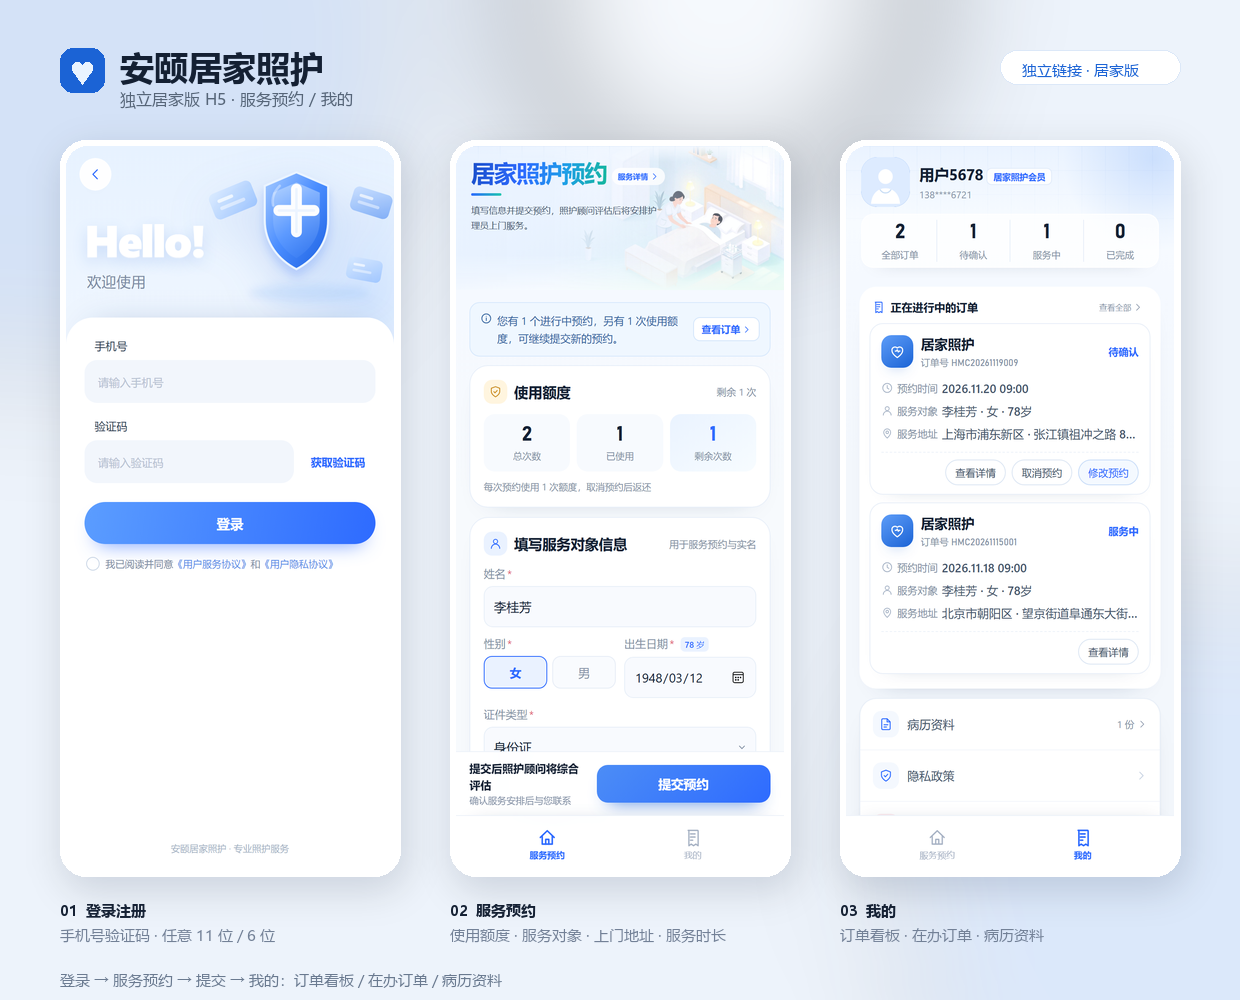 安颐居家照护
独立居家版 H5 · 服务预约 / 我的
独立链接 · 居家版
Hello!
欢迎使用
手机号
请输入手机号
验证码
请输入验证码
获取验证码
登录
我已阅读并同意《用户服务协议》和《用户隐私协议》
安颐居家照护 · 专业照护服务
01 登录注册
手机号验证码 · 任意 11 位 / 6 位
居家照护预约
服务详情
填写信息并提交预约，照护顾问评估后将安排护
理员上门服务。
您有 1 个进行中预约，另有 1 次使用额
度，可继续提交新的预约。
查看订单
使用额度
剩余 1 次
2
总次数
1
已使用
1
剩余次数
每次预约使用 1 次额度，取消预约后返还
填写服务对象信息
用于服务预约与实名
姓名*
李桂芳
性别*
女
男
出生日期*
78 岁
1948/03/12
证件类型*
身份证
提交后照护顾问将综合
评估
确认服务安排后与您联系
提交预约
服务预约
我的
02 服务预约
使用额度 · 服务对象 · 上门地址 · 服务时长
用户5678
居家照护会员
138****6721
2
全部订单
1
待确认
1
服务中
0
已完成
正在进行中的订单
查看全部
居家照护
订单号 HMC20261119009
待确认
预约时间 2026.11.20 09:00
服务对象 李桂芳 · 女 · 78岁
服务地址 上海市浦东新区 · 张江镇祖冲之路 8...
查看详情
取消预约
修改预约
居家照护
订单号 HMC20261115001
服务中
预约时间 2026.11.18 09:00
服务对象 李桂芳 · 女 · 78岁
服务地址 北京市朝阳区 · 望京街道阜通东大街...
查看详情
病历资料
1 份
隐私政策
服务预约
我的
03 我的
订单看板 · 在办订单 · 病历资料
登录 → 服务预约 → 提交 → 我的：订单看板 / 在办订单 / 病历资料